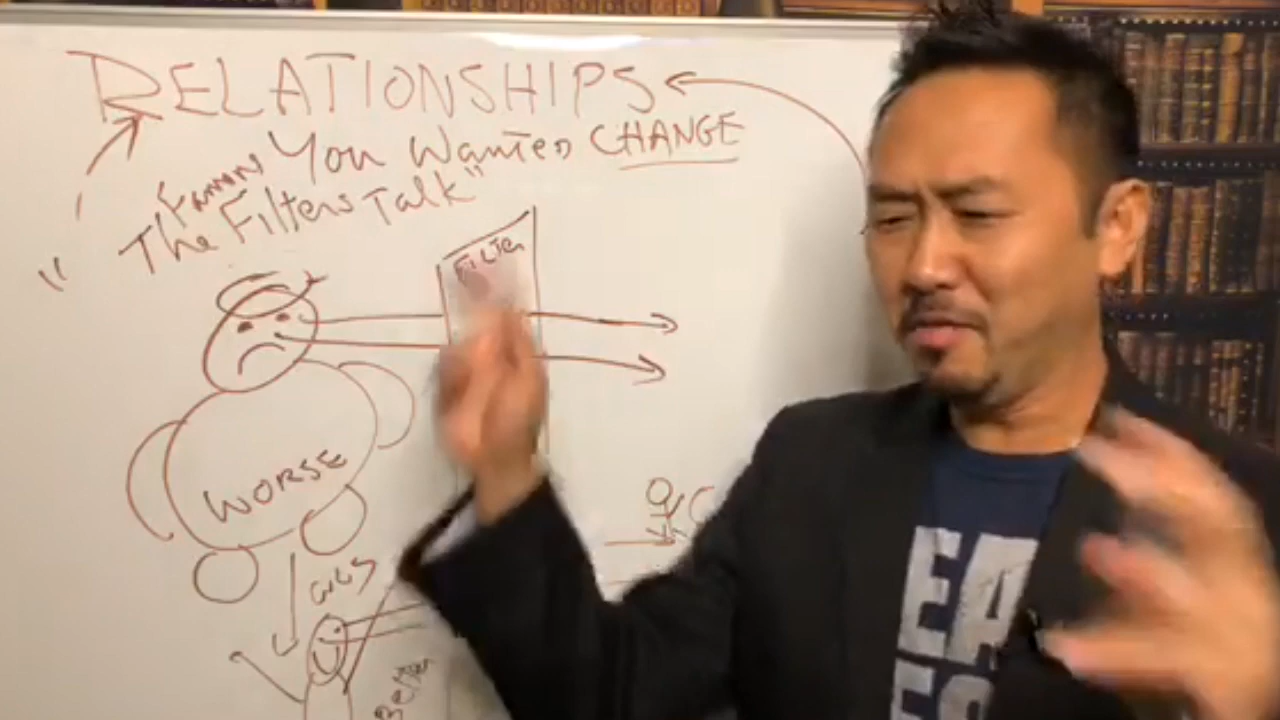 RELATIONSHIPS
You Wanted CHANGE
"The Filters Talk"
FILTER
WORSE
Better
EA